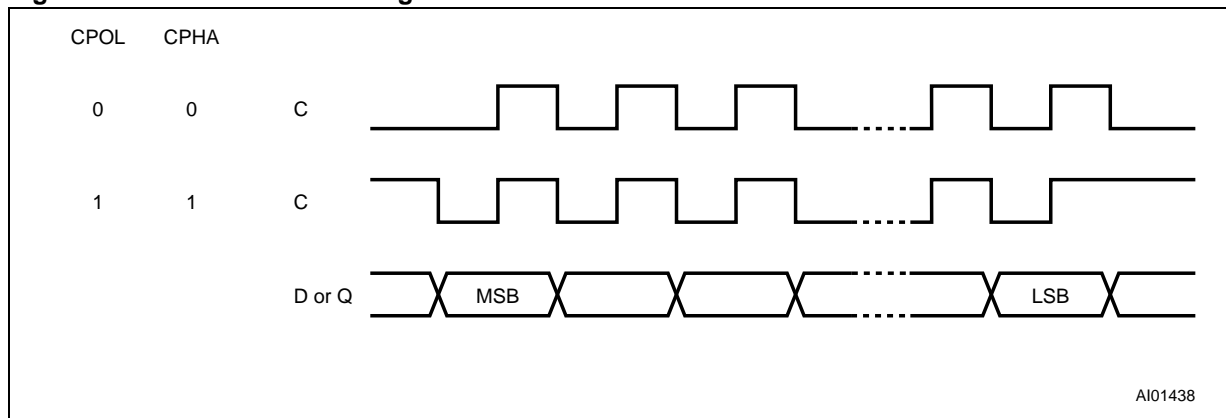 CPOL CPHA
0 0 C
1 1 C
D or Q MSB LSB
AI01438